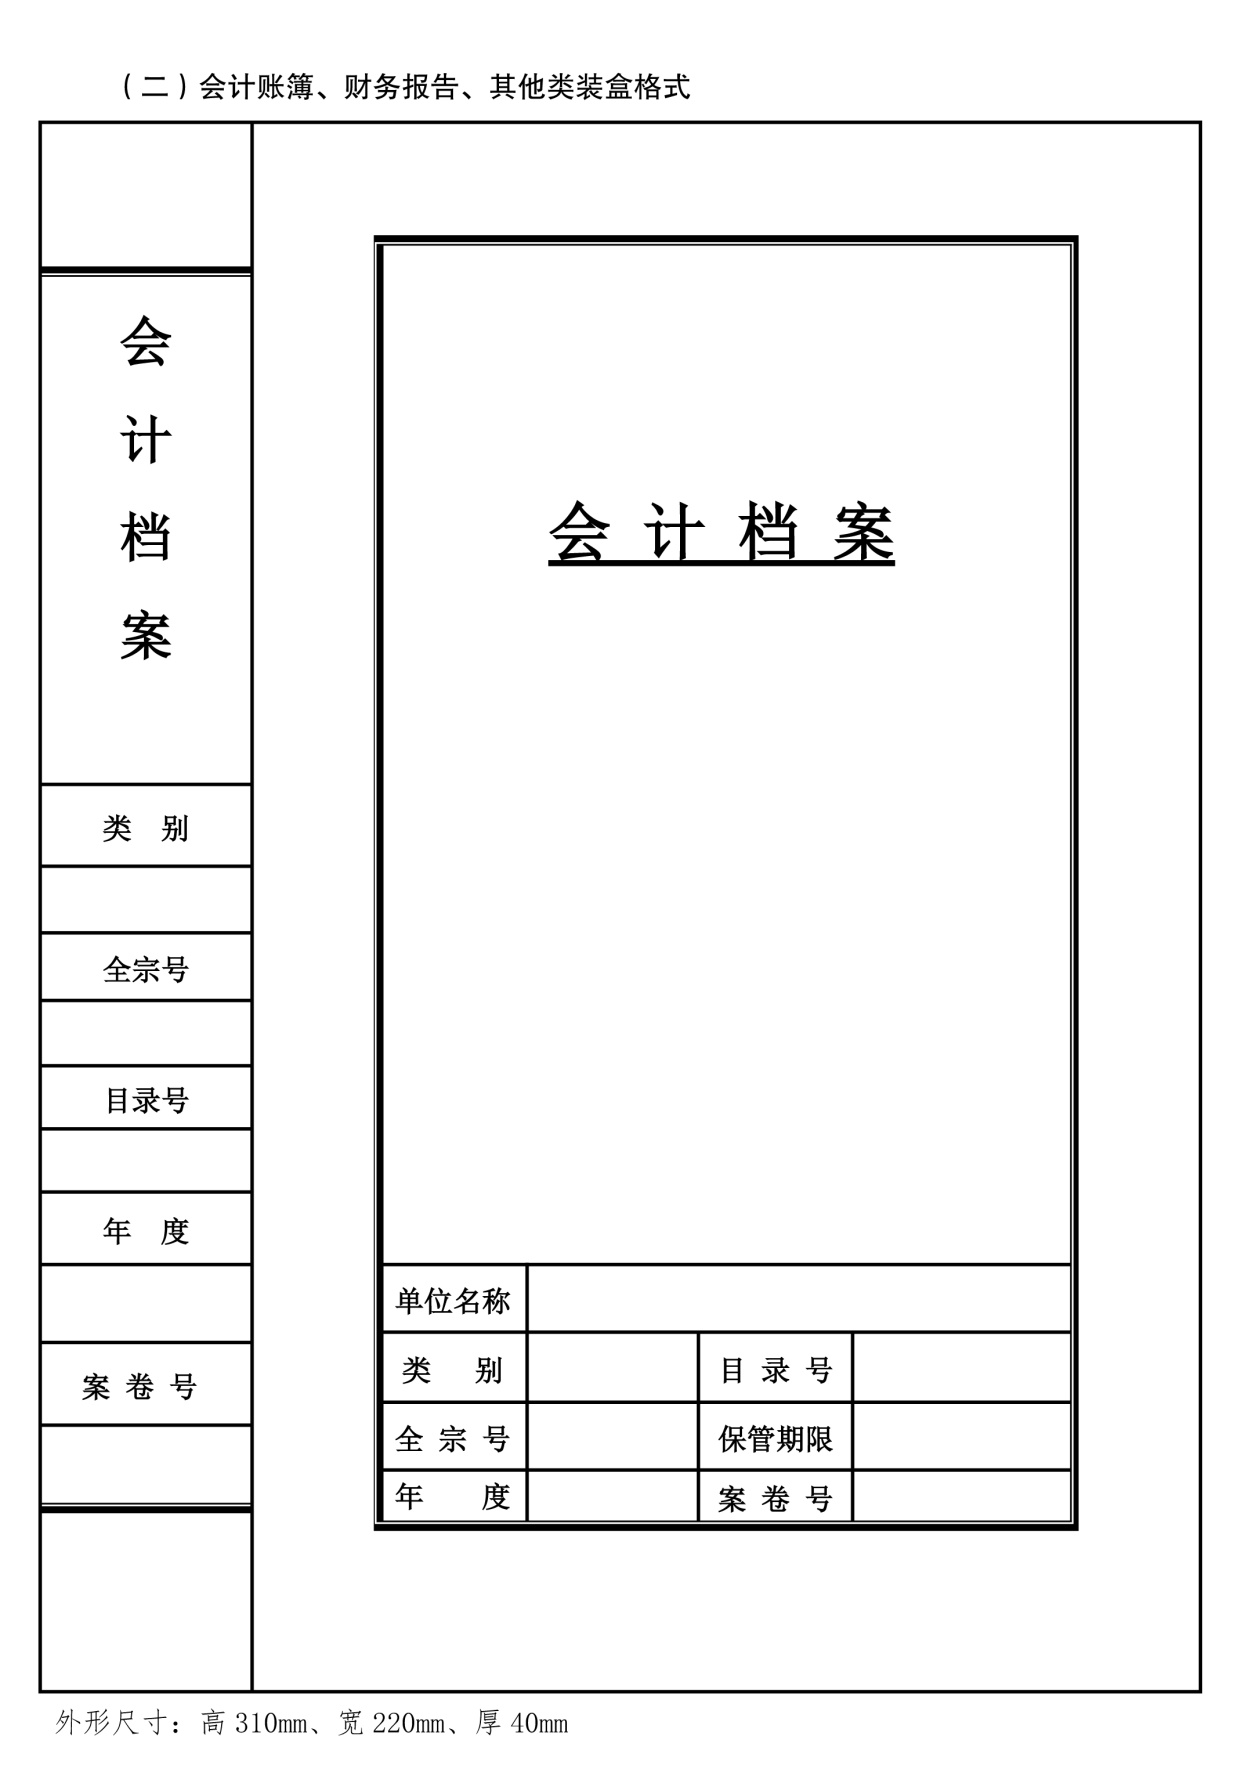 （二）会计账簿、财务报告、其他类装盒格式
会
计
档
案
类 别
全宗号
目录号
年 度
案 卷 号
会 计 档 案
单位名称
类 别 目 录 号
全 宗 号 保管期限
年 度 案 卷 号
外形尺寸：高 310mm、宽 220mm、厚 40mm